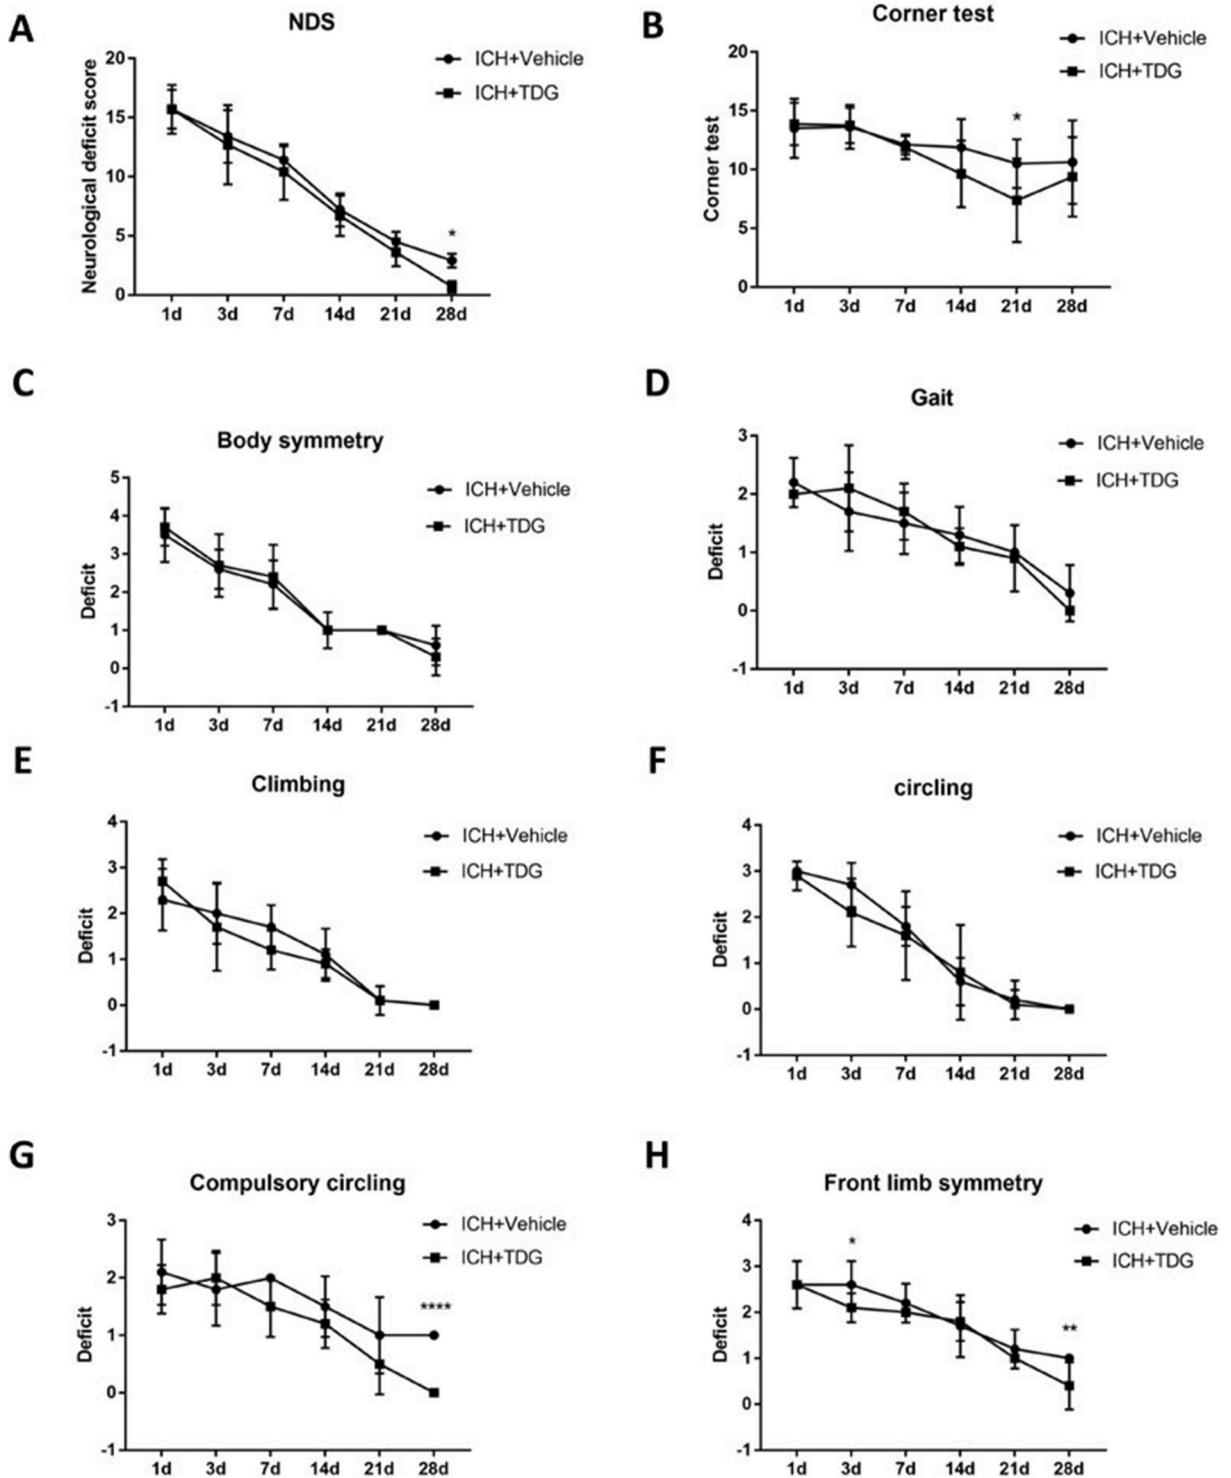 A
NDS
Neurological deficit score
20
15
10
5
0
1d 3d 7d 14d 21d 28d
ICH+Vehicle
ICH+TDG
*
B
Corner test
Corner test
20
15
10
5
0
1d 3d 7d 14d 21d 28d
ICH+Vehicle
ICH+TDG
*
C
Body symmetry
Deficit
5
4
3
2
1
0
-1
1d 3d 7d 14d 21d 28d
ICH+Vehicle
ICH+TDG
D
Gait
Deficit
3
2
1
0
-1
1d 3d 7d 14d 21d 28d
ICH+Vehicle
ICH+TDG
E
Climbing
Deficit
4
3
2
1
0
-1
1d 3d 7d 14d 21d 28d
ICH+Vehicle
ICH+TDG
F
circling
Deficit
4
3
2
1
0
-1
1d 3d 7d 14d 21d 28d
ICH+Vehicle
ICH+TDG
G
Compulsory circling
Deficit
3
2
1
0
-1
1d 3d 7d 14d 21d 28d
ICH+Vehicle
ICH+TDG
****
H
Front limb symmetry
Deficit
4
3
2
1
0
-1
1d 3d 7d 14d 21d 28d
ICH+Vehicle
ICH+TDG
*
**